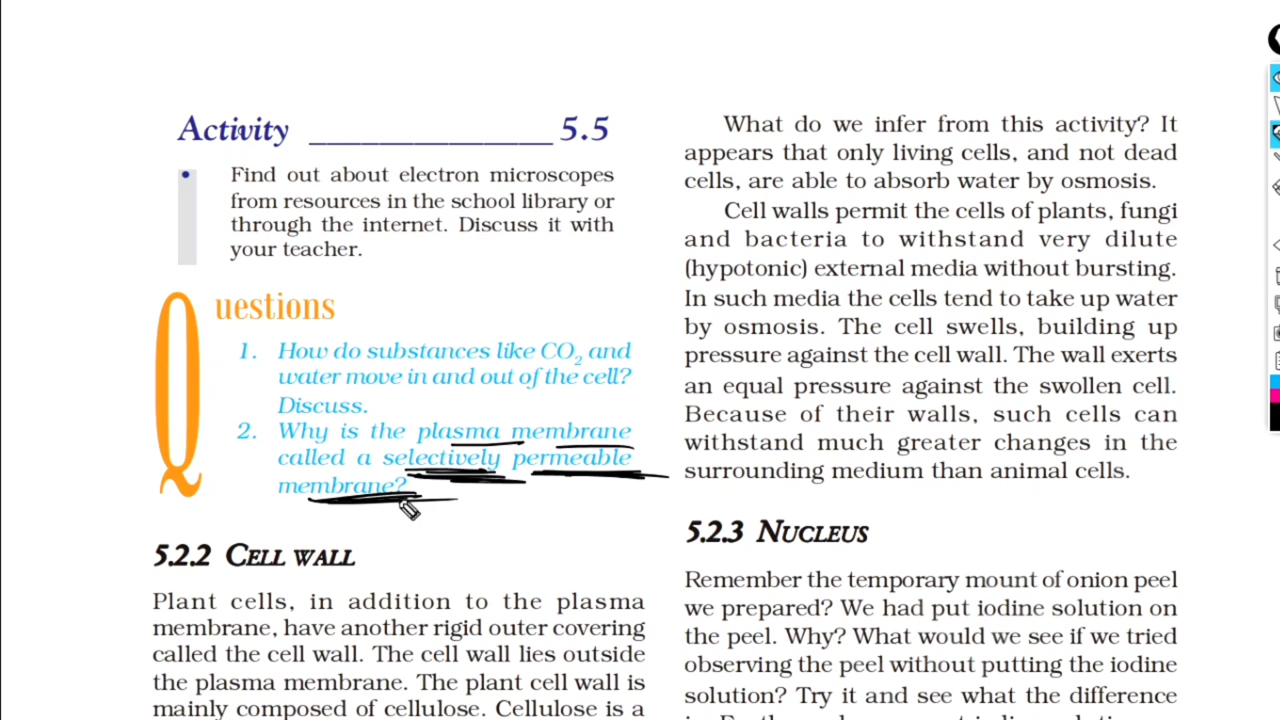 Activity ________________ 5.5
• Find out about electron microscopes
from resources in the school library or
through the internet. Discuss it with
your teacher.
Questions
1. How do substances like CO₂ and
water move in and out of the cell?
Discuss.
2. Why is the plasma membrane
called a selectively permeable
membrane?
5.2.2 CELL WALL
Plant cells, in addition to the plasma
membrane, have another rigid outer covering
called the cell wall. The cell wall lies outside
the plasma membrane. The plant cell wall is
mainly composed of cellulose. Cellulose is a
What do we infer from this activity? It
appears that only living cells, and not dead
cells, are able to absorb water by osmosis.
Cell walls permit the cells of plants, fungi
and bacteria to withstand very dilute
(hypotonic) external media without bursting.
In such media the cells tend to take up water
by osmosis. The cell swells, building up
pressure against the cell wall. The wall exerts
an equal pressure against the swollen cell.
Because of their walls, such cells can
withstand much greater changes in the
surrounding medium than animal cells.
5.2.3 NUCLEUS
Remember the temporary mount of onion peel
we prepared? We had put iodine solution on
the peel. Why? What would we see if we tried
observing the peel without putting the iodine
solution? Try it and see what the difference